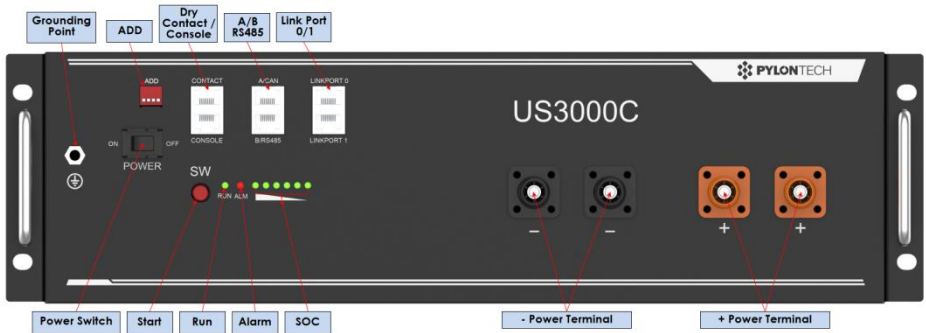 Grounding
Point
ADD
Dry
Contact /
Console
A/B
RS485
Link Port
0/1
PYLONTECH
ADD
CONTACT
A/CAN
LINKPORT 0
US3000C
ON
OFF
POWER
CONSOLE
B/RS485
LINKPORT 1
SW
RUN ALM
− −
+ +
Power Switch
Start
Run
Alarm
SOC
- Power Terminal
+ Power Terminal